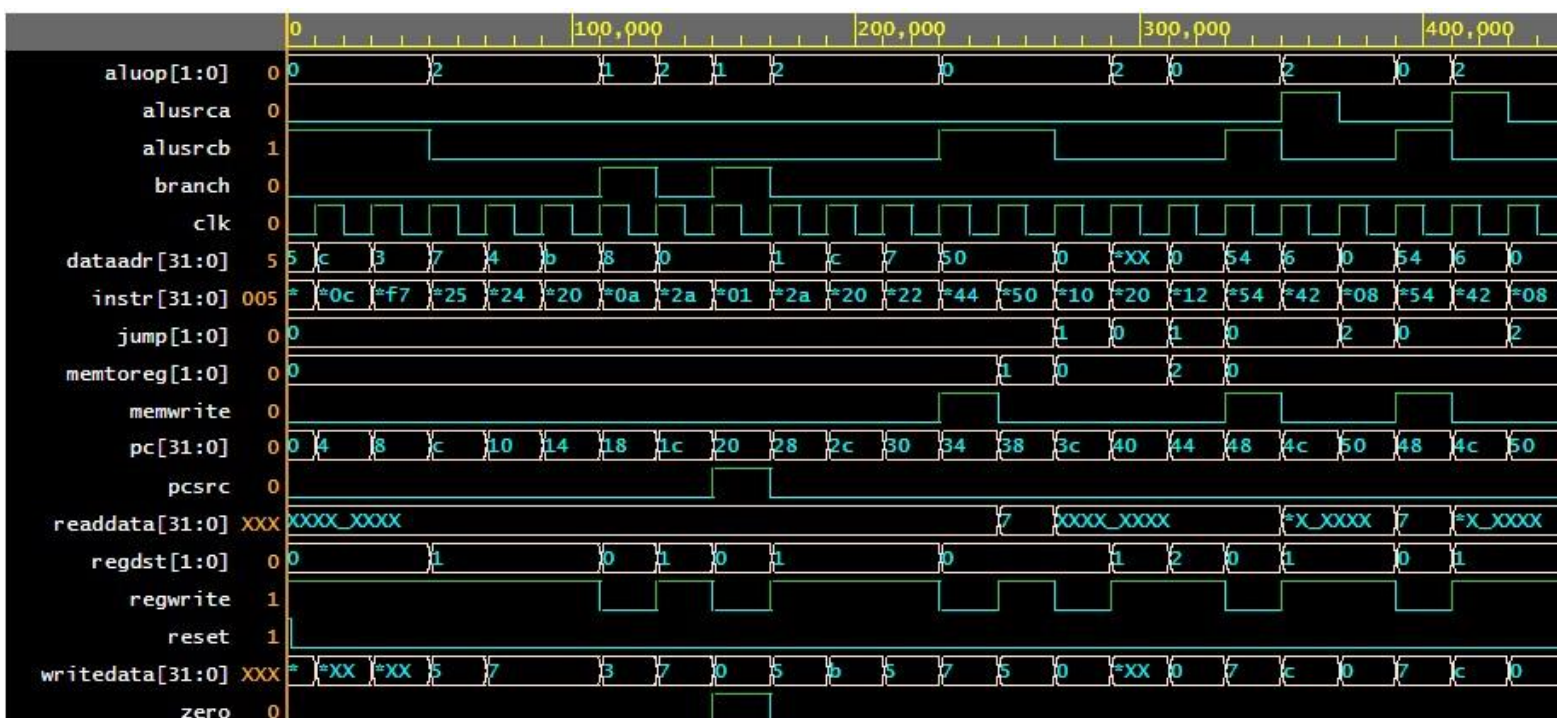 0 100,000 200,000 300,000 400,000
aluop[1:0] 0 0 2 1 2 1 2 0 2 0 2 0 2
alusrca 0
alusrcb 1
branch 0
clk 0
dataadr[31:0] 5 5 c 3 7 4 b 8 0 1 c 7 50 0 *XX 0 54 6 0 54 6 0
instr[31:0] 005 * *0c *f7 *25 *24 *20 *0a *2a *01 *2a *20 *22 *44 *50 *10 *20 *12 *54 *42 *08 *54 *42 *08
jump[1:0] 0 0 1 0 1 0 2 0 2
memtoreg[1:0] 0 0 1 0 2 0
memwrite 0
pc[31:0] 0 0 4 8 c 10 14 18 1c 20 28 2c 30 34 38 3c 40 44 48 4c 50 48 4c 50
pcsrc 0
readdata[31:0] XXX XXXX_XXXX 7 XXXX_XXXX *X_XXXX 7 *X_XXXX
regdst[1:0] 0 0 1 0 1 0 1 0 1 2 0 1 0 1
regwrite 1
reset 1
writedata[31:0] XXX * *XX *XX 5 7 3 7 0 5 b 5 7 5 0 *XX 0 7 c 0 7 c 0
zero 0